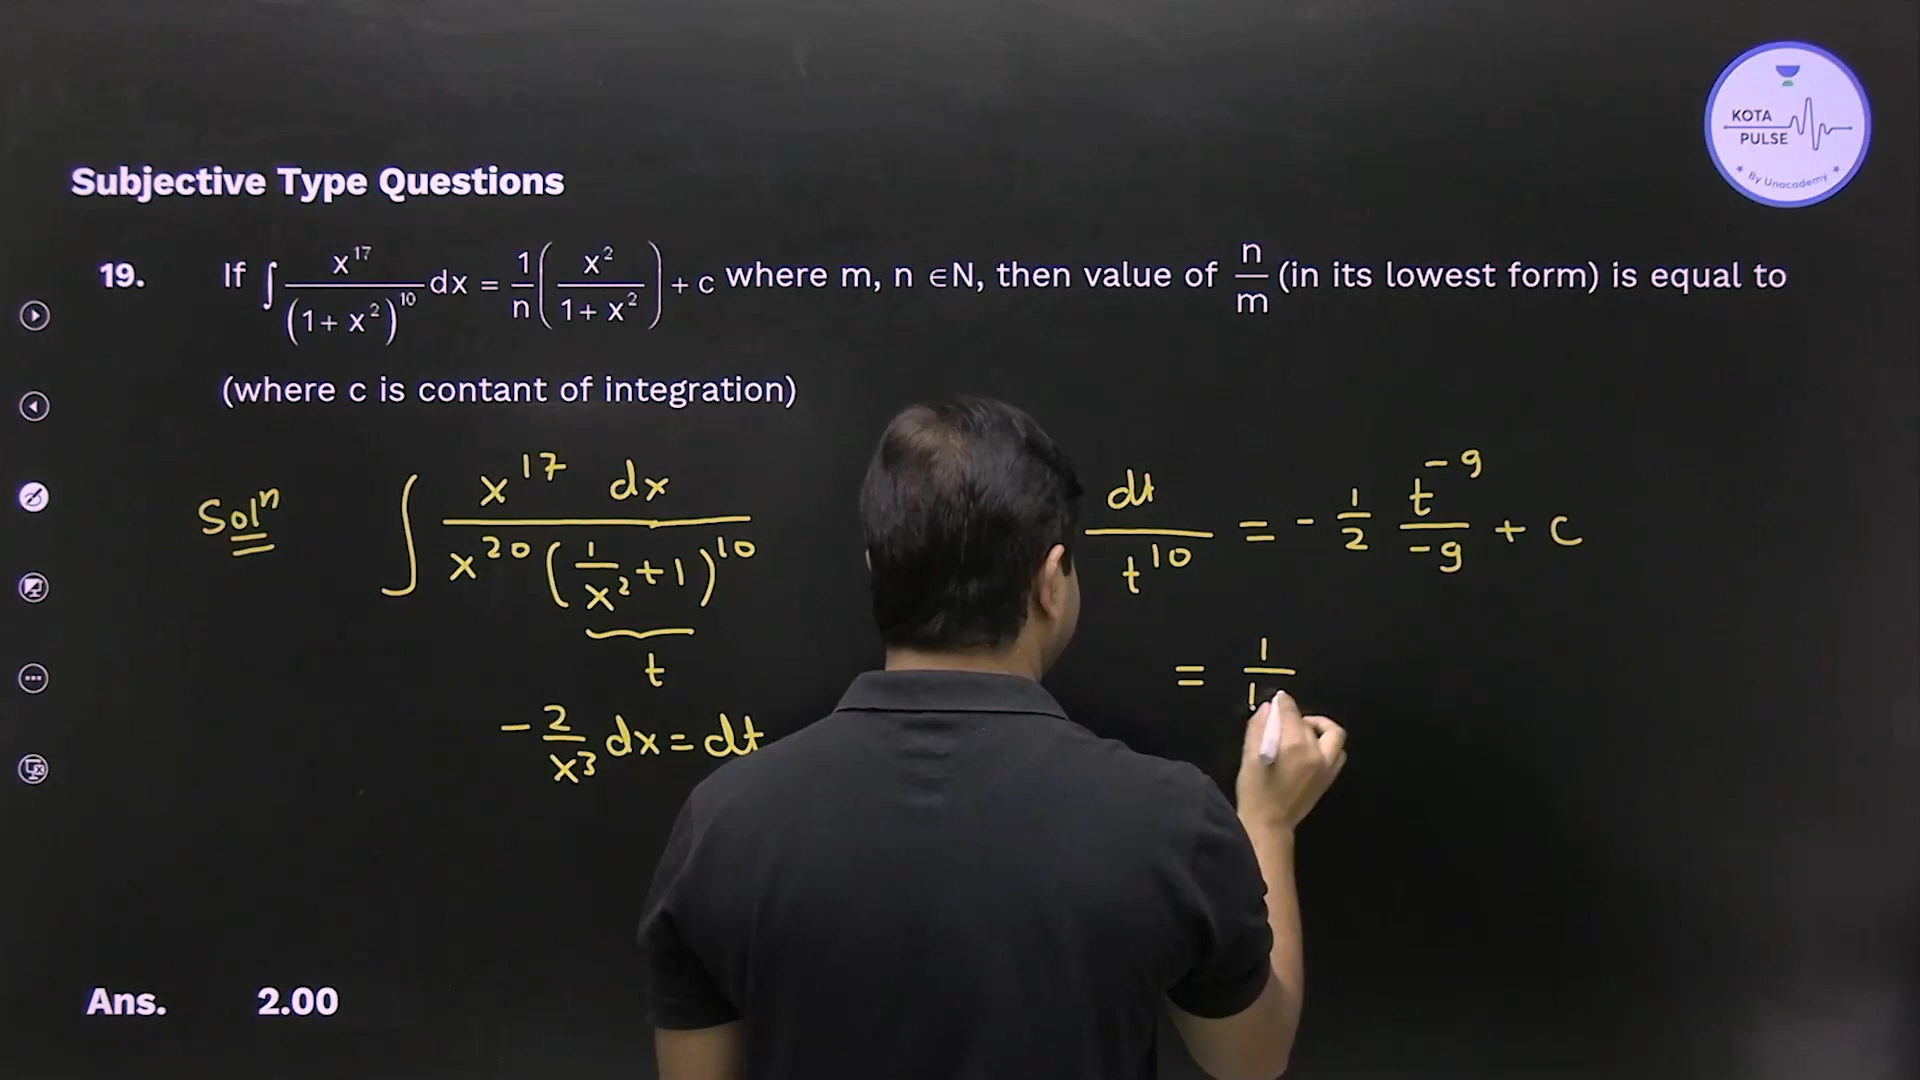 KOTA
PULSE
★ By Unacademy ★
Subjective Type Questions
19. If ∫ x¹⁷/(1+ x²)¹⁰ dx = 1/n (x²/(1+ x²)) + c where m, n ∈N, then value of n/m (in its lowest form) is equal to
(where c is contant of integration)
Solⁿ ∫ x¹⁷ dx / x²⁰ (1/x² + 1)¹⁰
t
- 2/x³ dx = dt
dt / t¹⁰ = - 1/2 t⁻⁹/-9 + c
= 1/1
Ans. 2.00